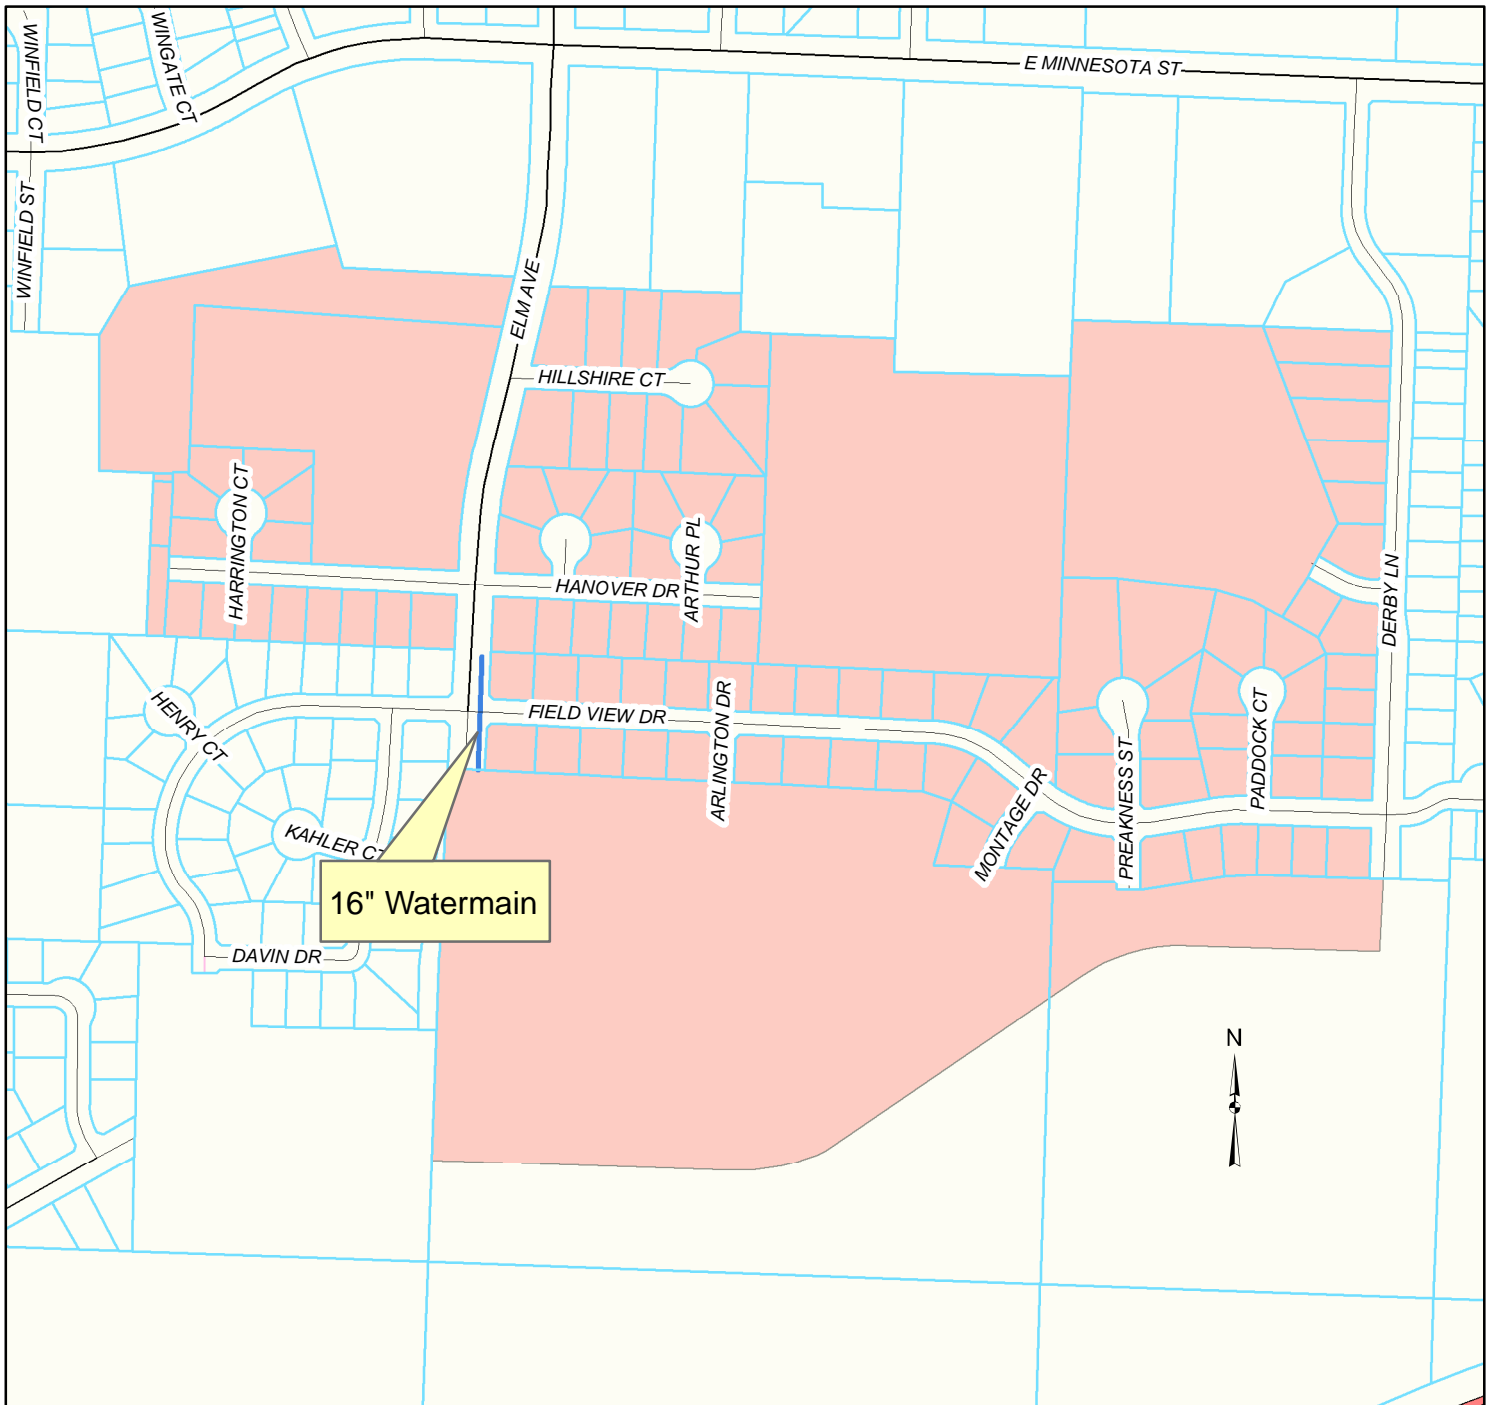 WINFIELD CT
WINGATE CT
E MINNESOTA ST
WINFIELD ST
ELM AVE
HILLSHIRE CT
HARRINGTON CT
ARTHUR PL
HANOVER DR
DERBY LN
HENRY CT
FIELD VIEW DR
ARLINGTON DR
PADDOCK CT
PREAKNESS ST
MONTAGE DR
KAHLER CT
16" Watermain
DAVIN DR
N